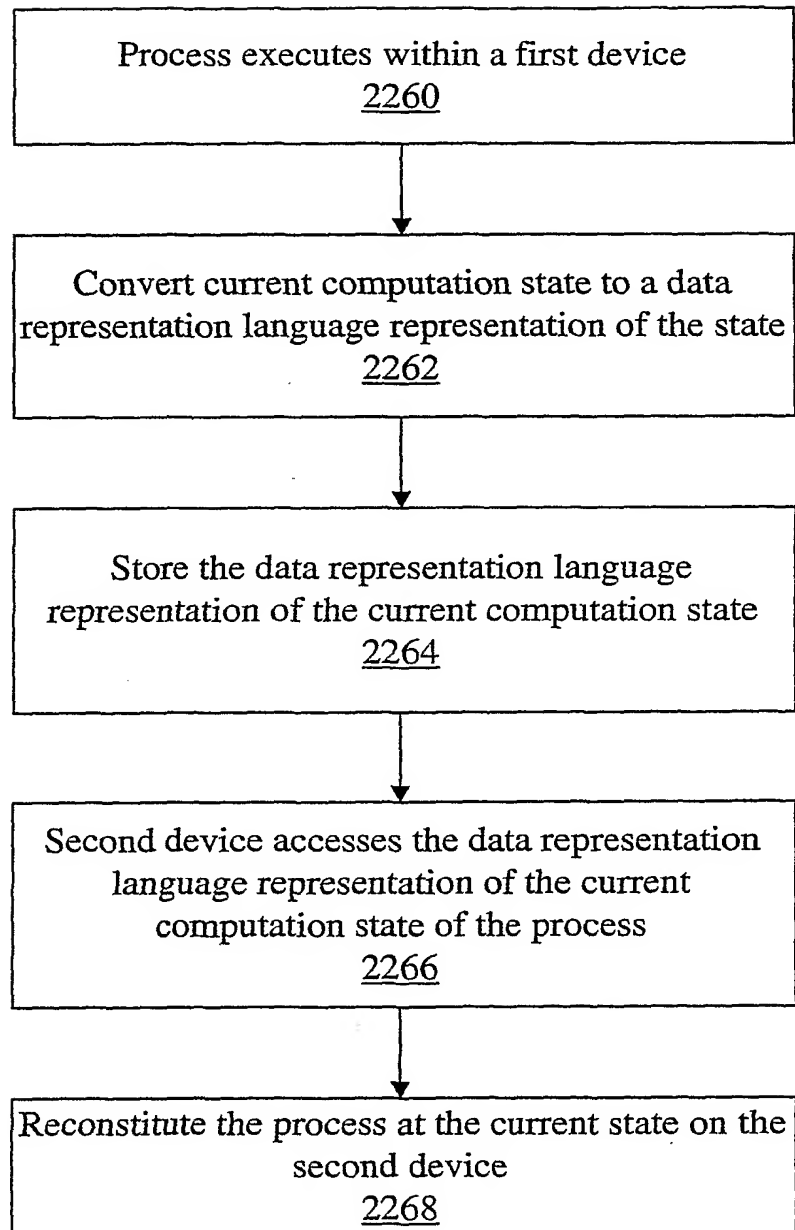 Process executes within a first device
2260
Convert current computation state to a data
representation language representation of the state
2262
Store the data representation language
representation of the current computation state
2264
Second device accesses the data representation
language representation of the current
computation state of the process
2266
Reconstitute the process at the current state on the
second device
2268